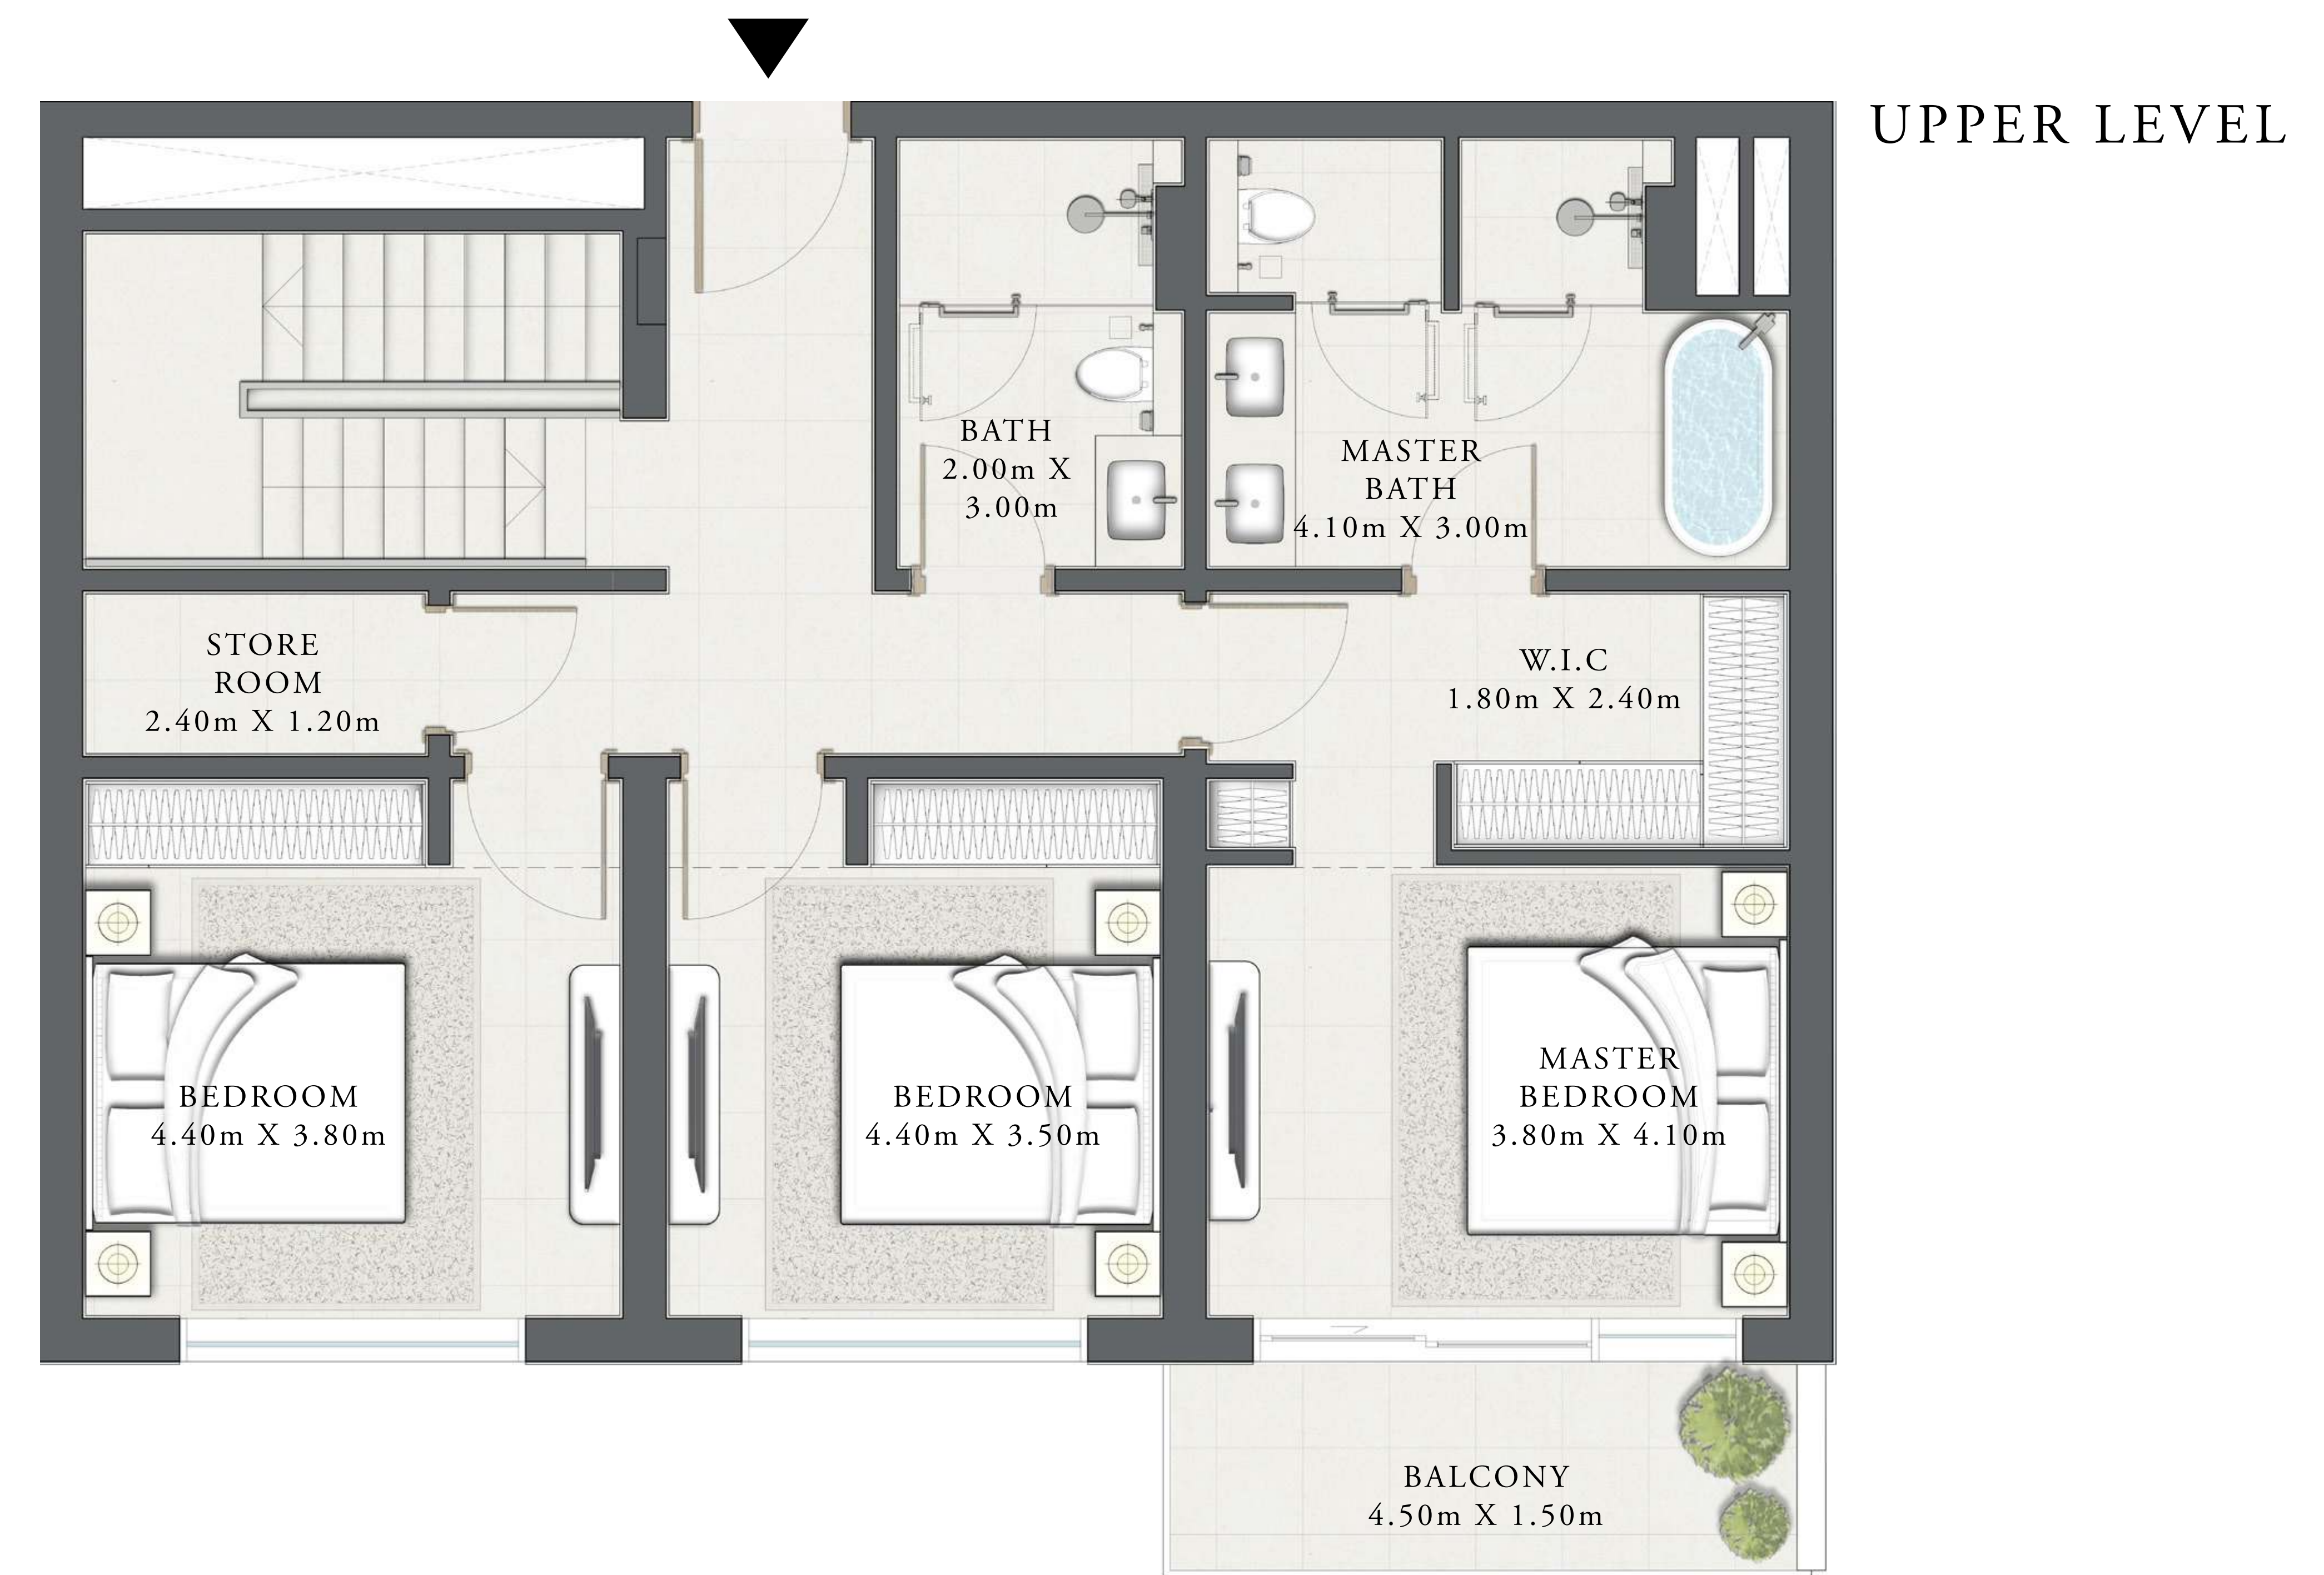 UPPER LEVEL
BATH
2.00m X
3.00m
MASTER
BATH
4.10m X 3.00m
STORE
ROOM
2.40m X 1.20m
W.I.C
1.80m X 2.40m
BEDROOM
4.40m X 3.80m
BEDROOM
4.40m X 3.50m
MASTER
BEDROOM
3.80m X 4.10m
BALCONY
4.50m X 1.50m